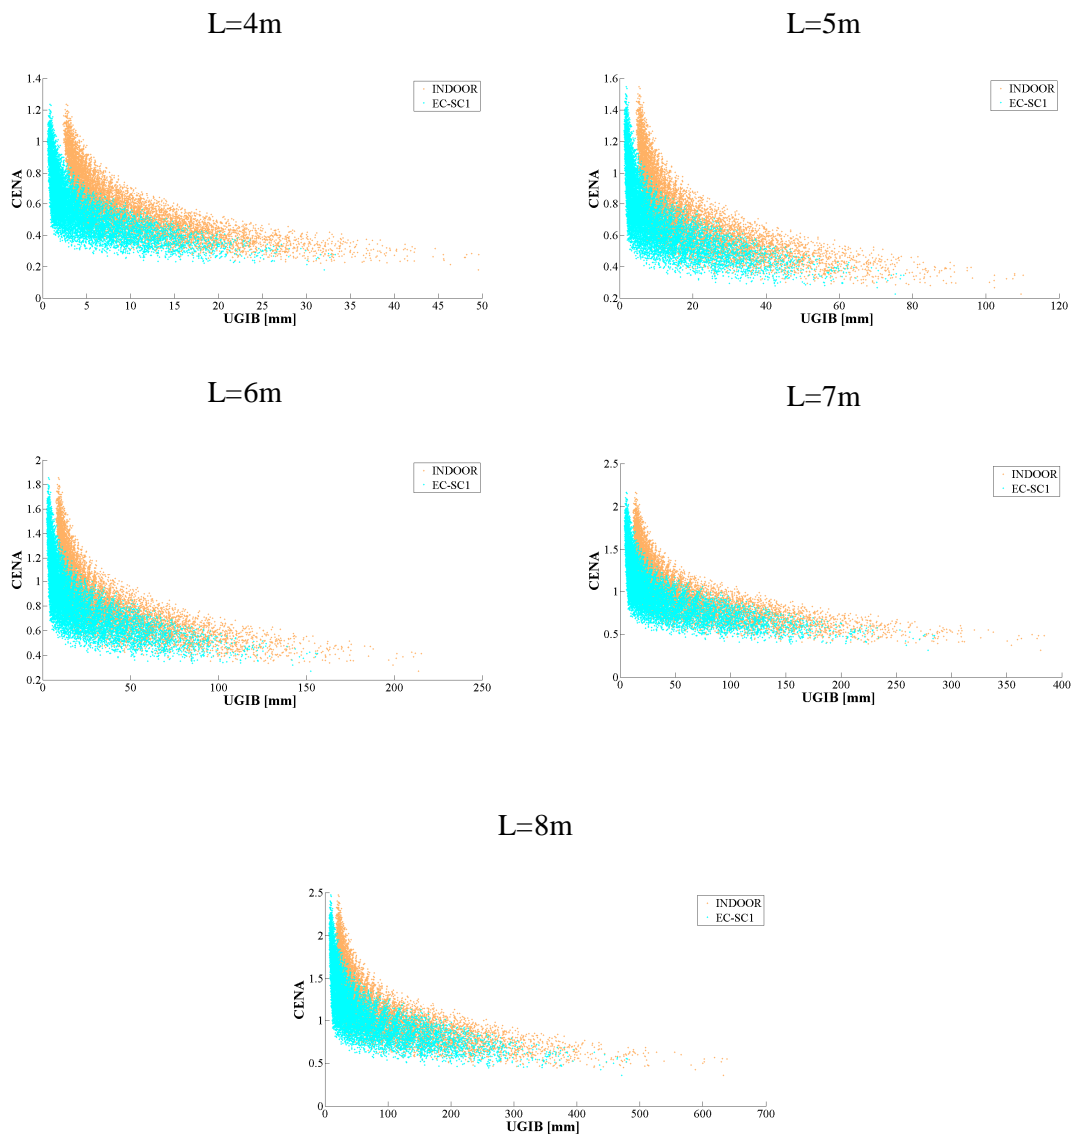 L=4m
L=5m
1.4
1.2
1
0.8
0.6
0.4
0.2
0
CENA
INDOOR
EC-SC1
0 5 10 15 20 25 30 35 40 45 50
UGIB [mm]
1.6
1.4
1.2
1
0.8
0.6
0.4
0.2
CENA
INDOOR
EC-SC1
0 20 40 60 80 100 120
UGIB [mm]
L=6m
L=7m
2
1.8
1.6
1.4
1.2
1
0.8
0.6
0.4
0.2
CENA
INDOOR
EC-SC1
0 50 100 150 200 250
UGIB [mm]
2.5
2
1.5
1
0.5
0
CENA
INDOOR
EC-SC1
0 50 100 150 200 250 300 350 400
UGIB [mm]
L=8m
2.5
2
1.5
1
0.5
0
CENA
INDOOR
EC-SC1
0 100 200 300 400 500 600 700
UGIB [mm]